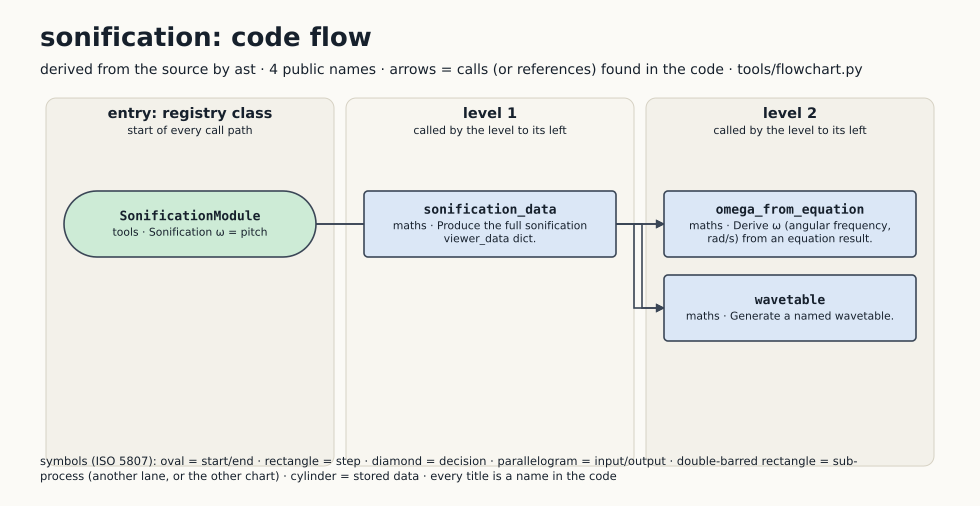 sonification: code flow
derived from the source by ast · 4 public names · arrows = calls (or references) found in the code · tools/flowchart.py
entry: registry class
start of every call path
level 1
called by the level to its left
level 2
called by the level to its left
SonificationModule
tools · Sonification ω = pitch
sonification_data
maths · Produce the full sonification
viewer_data dict.
omega_from_equation
maths · Derive ω (angular frequency,
rad/s) from an equation result.
wavetable
maths · Generate a named wavetable.
symbols (ISO 5807): oval = start/end · rectangle = step · diamond = decision · parallelogram = input/output · double-barred rectangle = sub-
process (another lane, or the other chart) · cylinder = stored data · every title is a name in the code